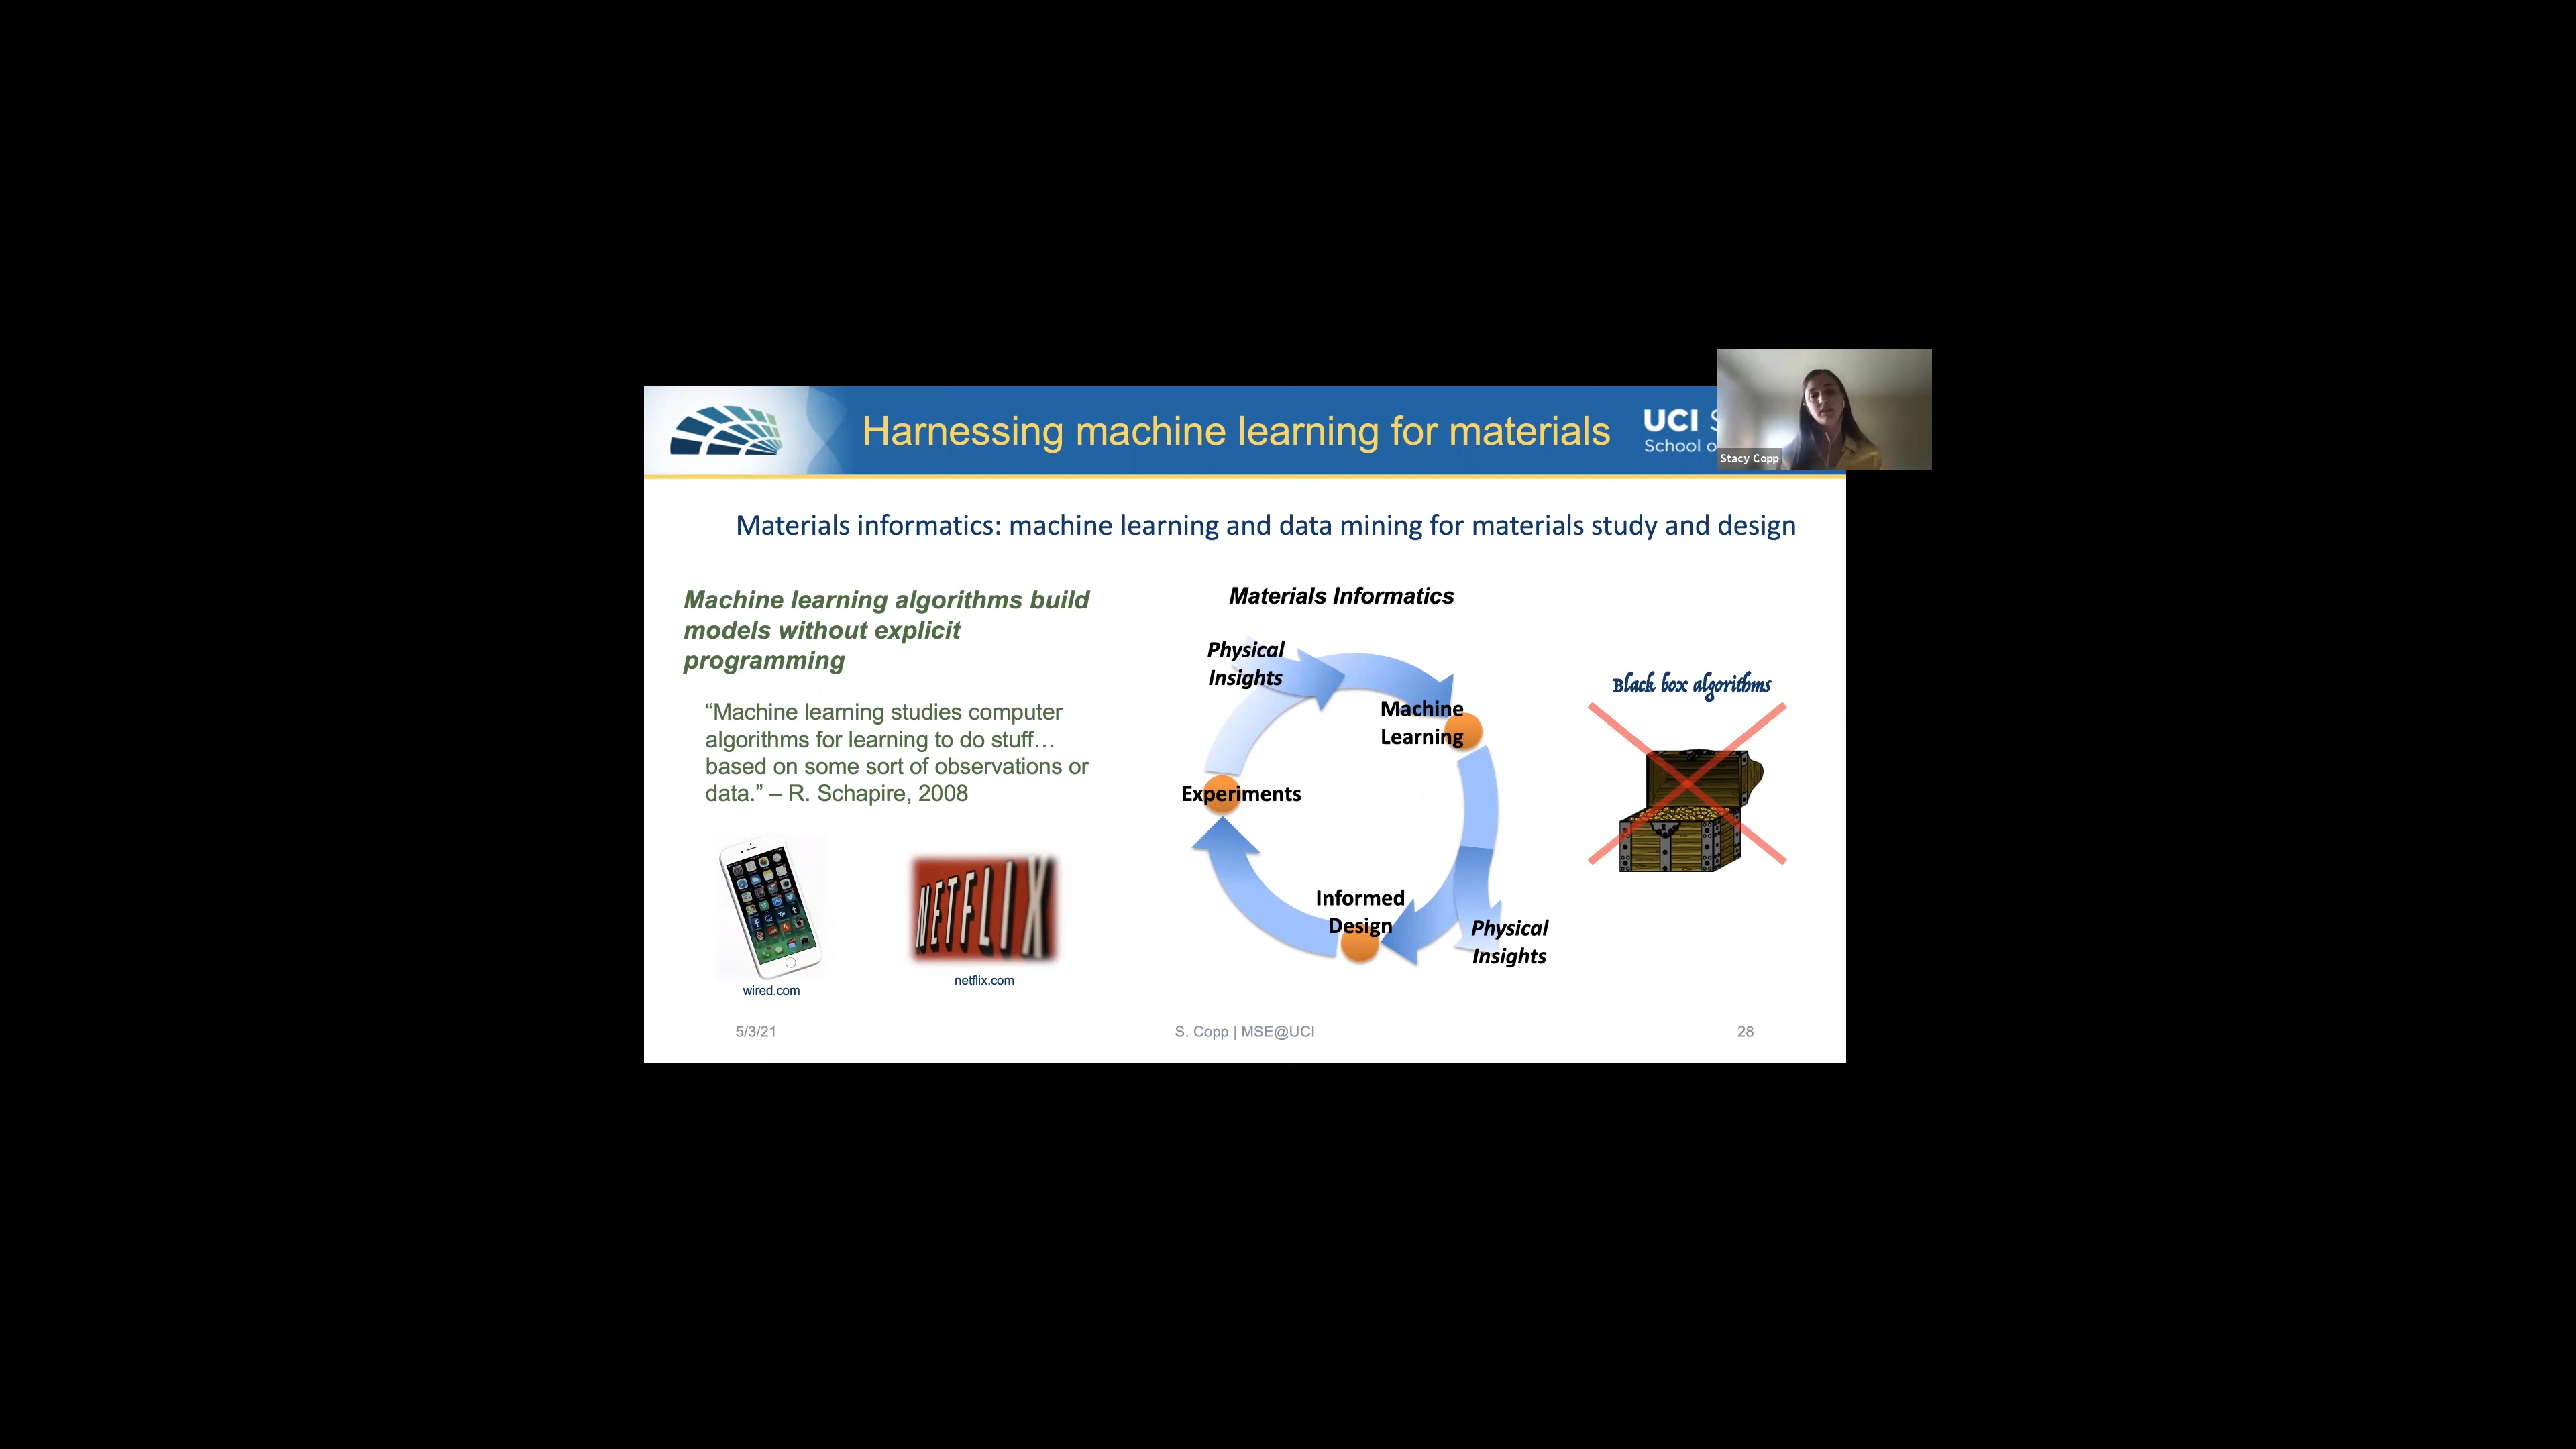 Harnessing machine learning for materials
UCI S
School o
Stacy Copp
Materials informatics: machine learning and data mining for materials study and design
Machine learning algorithms build
models without explicit
programming
“Machine learning studies computer
algorithms for learning to do stuff…
based on some sort of observations or
data.” – R. Schapire, 2008
NETFLIX
wired.com
netflix.com
Materials Informatics
Physical
Insights
Machine
Learning
Experiments
Informed
Design
Physical
Insights
Black box algorithms
5/3/21
S. Copp | MSE@UCI
28